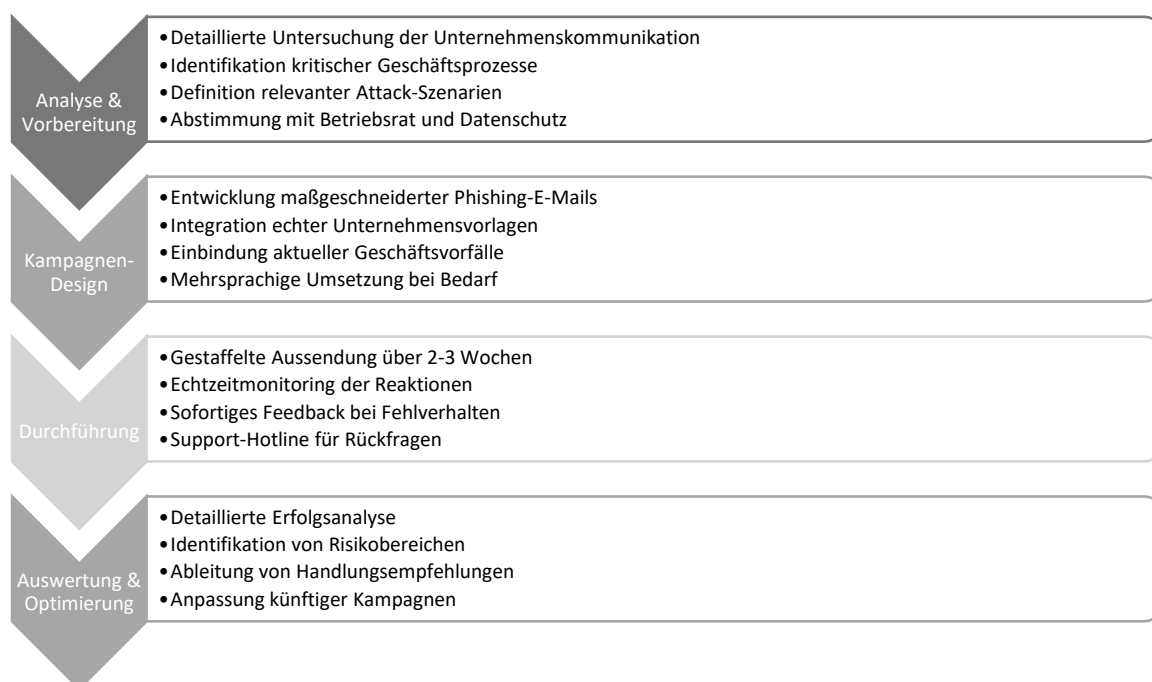 Analyse &
Vorbereitung
•Detaillierte Untersuchung der Unternehmenskommunikation
•Identifikation kritischer Geschäftsprozesse
•Definition relevanter Attack-Szenarien
•Abstimmung mit Betriebsrat und Datenschutz
Kampagnen-
Design
•Entwicklung maßgeschneiderter Phishing-E-Mails
•Integration echter Unternehmensvorlagen
•Einbindung aktueller Geschäftsvorfälle
•Mehrsprachige Umsetzung bei Bedarf
Durchführung
•Gestaffelte Aussendung über 2-3 Wochen
•Echtzeitmonitoring der Reaktionen
•Sofortiges Feedback bei Fehlverhalten
•Support-Hotline für Rückfragen
Auswertung &
Optimierung
•Detaillierte Erfolgsanalyse
•Identifikation von Risikobereichen
•Ableitung von Handlungsempfehlungen
•Anpassung künftiger Kampagnen